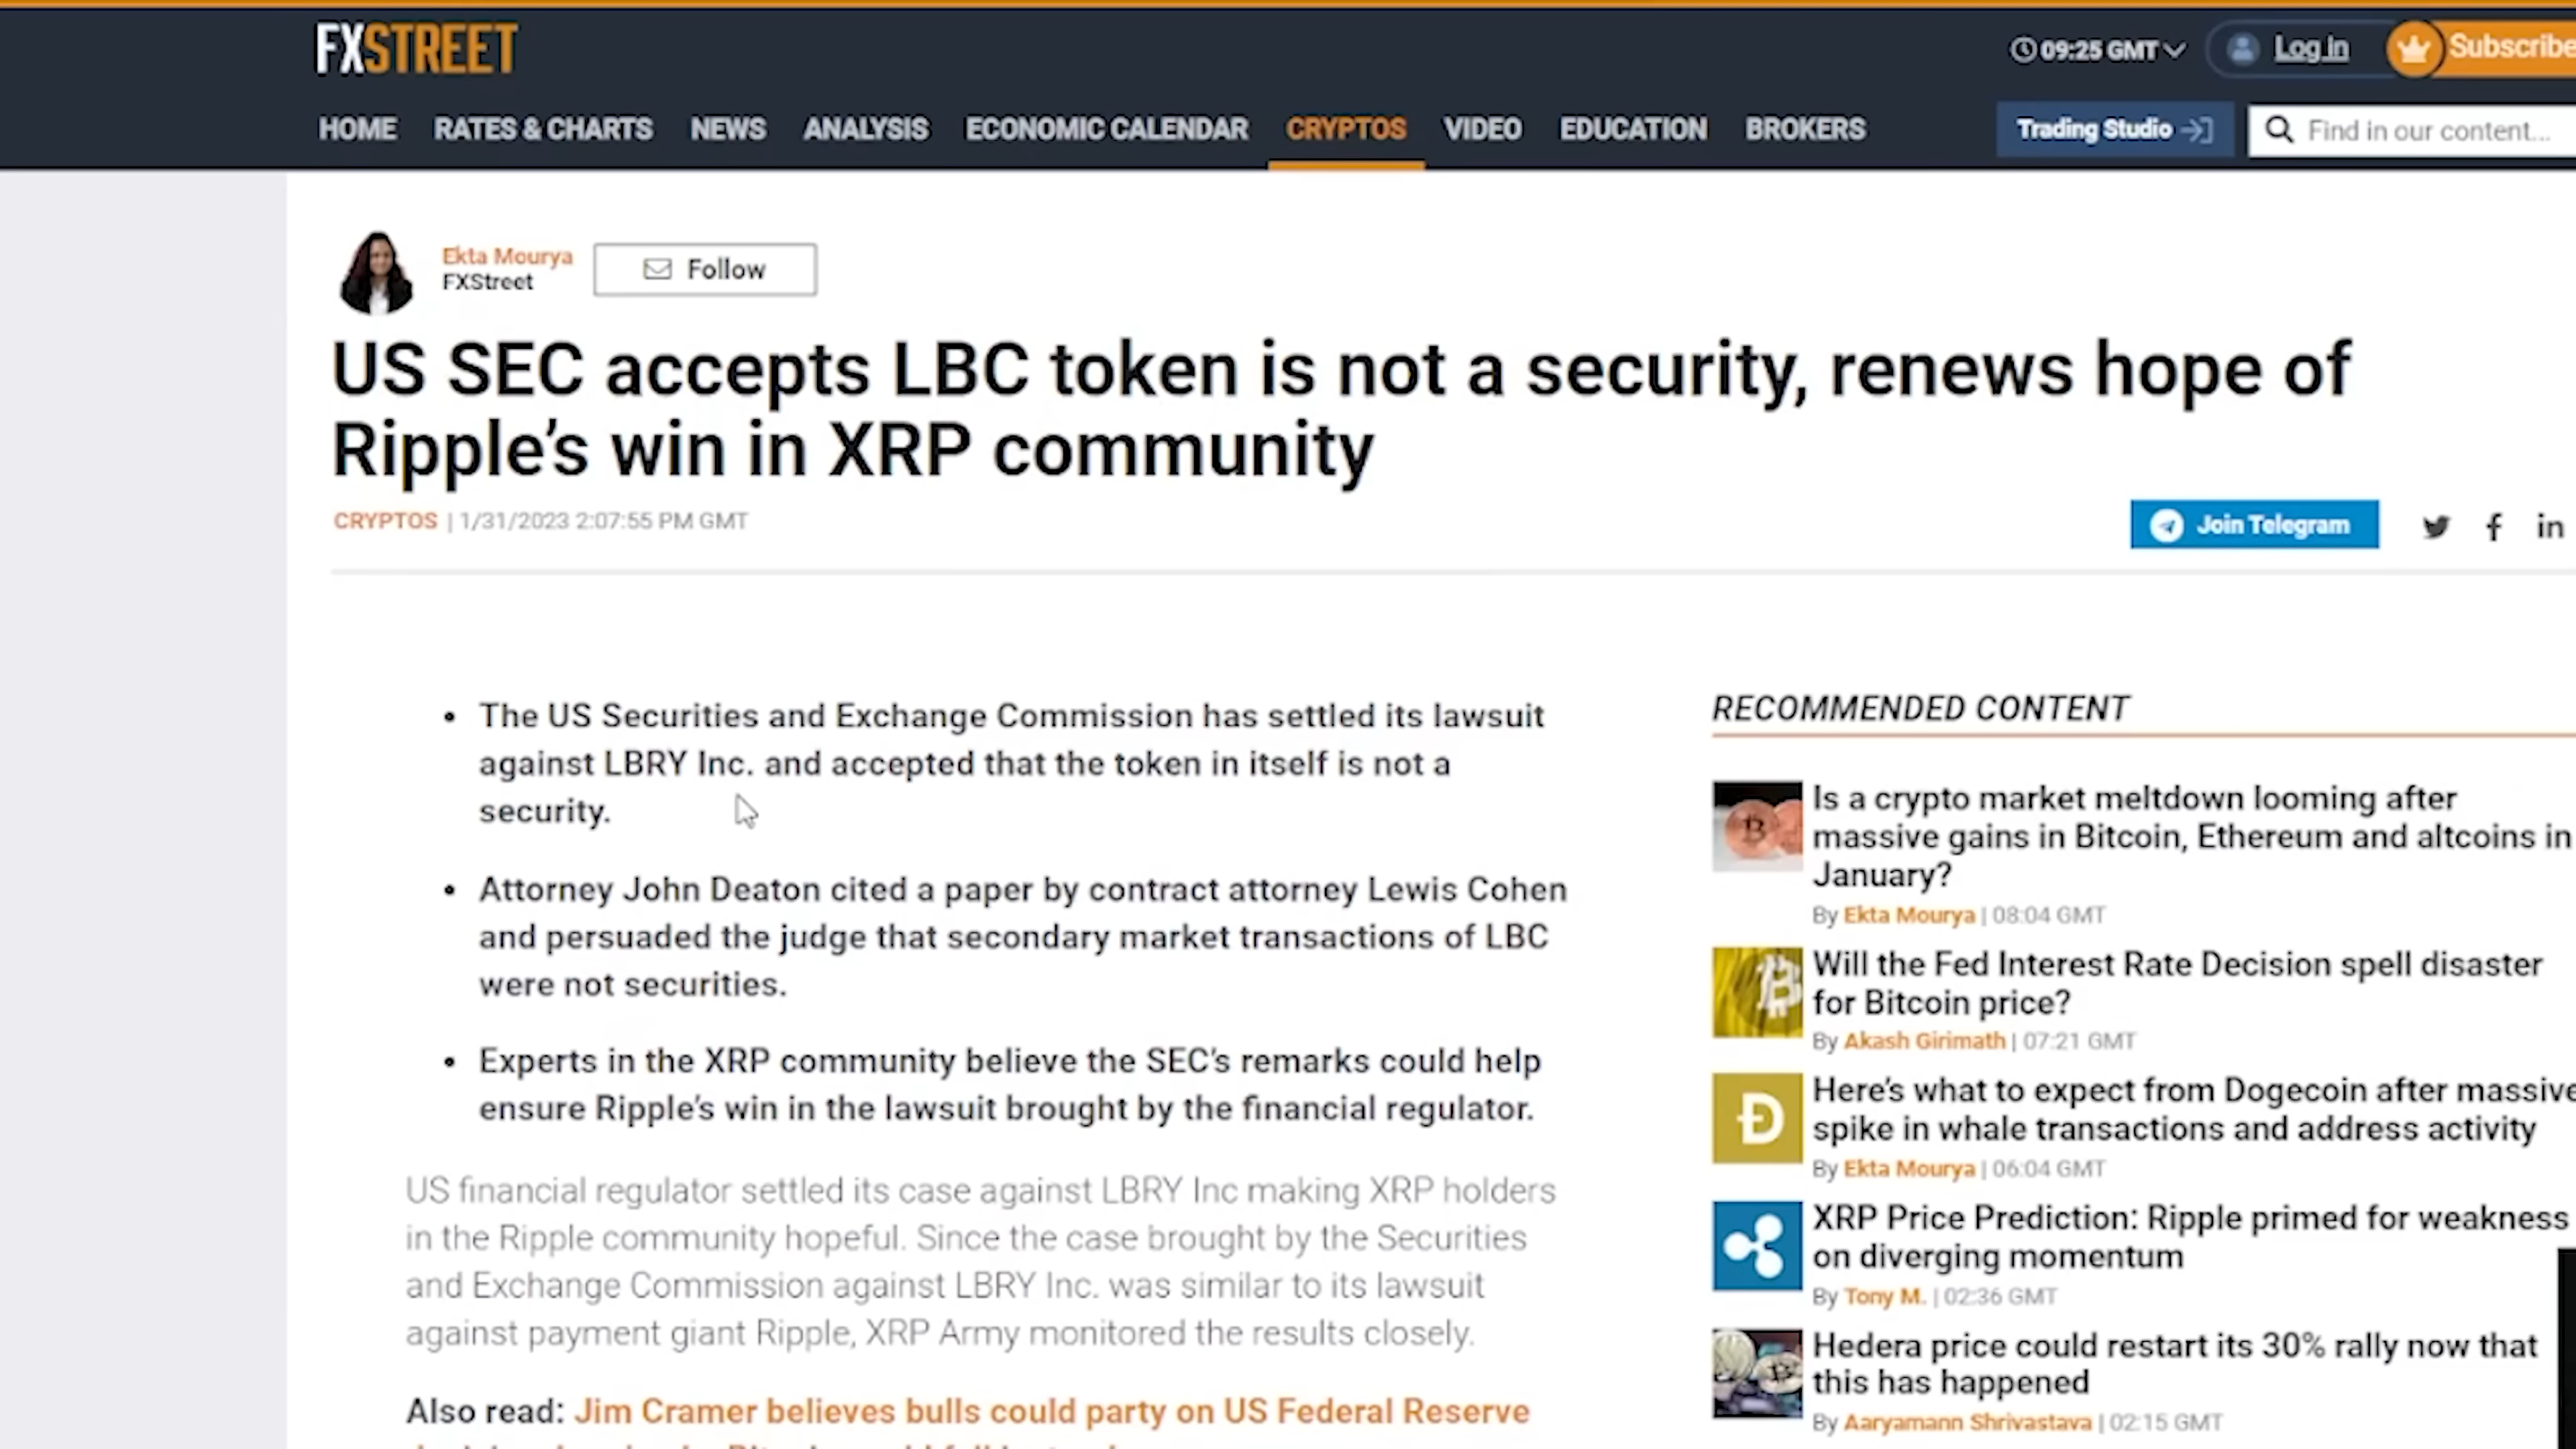 FXSTREET
09:25 GMT
Log in
Subscribe
HOME RATES & CHARTS NEWS ANALYSIS ECONOMIC CALENDAR CRYPTOS VIDEO EDUCATION BROKERS
Trading Studio
Find in our content...
Ekta Mourya
FXStreet
Follow
US SEC accepts LBC token is not a security, renews hope of
Ripple’s win in XRP community
CRYPTOS | 1/31/2023 2:07:55 PM GMT
Join Telegram
• The US Securities and Exchange Commission has settled its lawsuit
against LBRY Inc. and accepted that the token in itself is not a
security.
• Attorney John Deaton cited a paper by contract attorney Lewis Cohen
and persuaded the judge that secondary market transactions of LBC
were not securities.
• Experts in the XRP community believe the SEC’s remarks could help
ensure Ripple’s win in the lawsuit brought by the financial regulator.
US financial regulator settled its case against LBRY Inc making XRP holders
in the Ripple community hopeful. Since the case brought by the Securities
and Exchange Commission against LBRY Inc. was similar to its lawsuit
against payment giant Ripple, XRP Army monitored the results closely.
Also read: Jim Cramer believes bulls could party on US Federal Reserve
RECOMMENDED CONTENT
Is a crypto market meltdown looming after
massive gains in Bitcoin, Ethereum and altcoins in
January?
By Ekta Mourya | 08:04 GMT
Will the Fed Interest Rate Decision spell disaster
for Bitcoin price?
By Akash Girimath | 07:21 GMT
Here’s what to expect from Dogecoin after massive
spike in whale transactions and address activity
By Ekta Mourya | 06:04 GMT
XRP Price Prediction: Ripple primed for weakness
on diverging momentum
By Tony M. | 02:36 GMT
Hedera price could restart its 30% rally now that
this has happened
By Aaryamann Shrivastava | 02:15 GMT